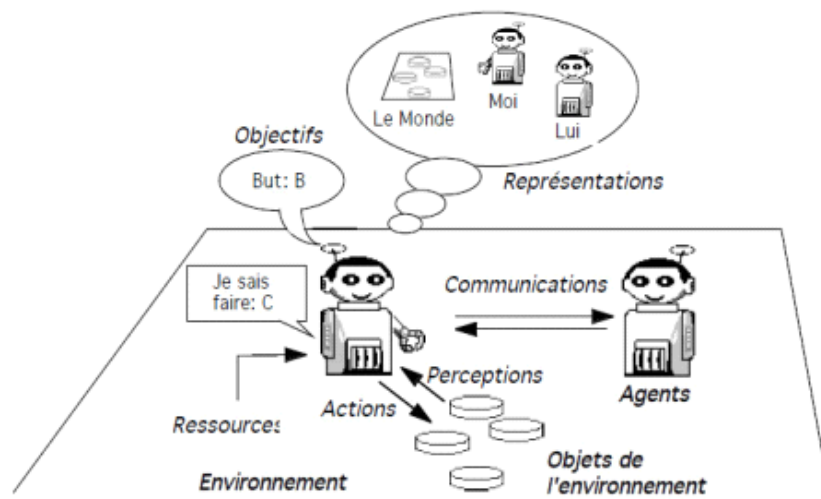 Le Monde
Moi
Lui
Objectifs
But: B
Représentations
Je sais
faire: C
Communications
Perceptions
Agents
Actions
Ressources
Environnement
Objets de
l'environnement